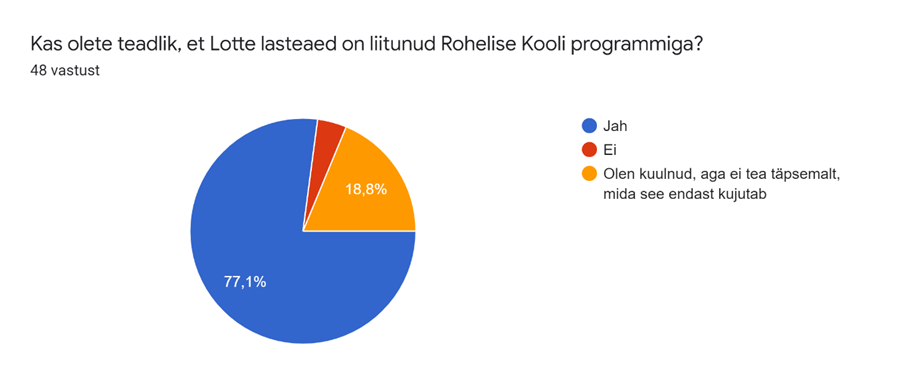 Kas olete teadlik, et Lotte lasteaed on liitunud Rohelise Kooli programmiga?
48 vastust
Jah
Ei
Olen kuulnud, aga ei tea täpsemalt,
mida see endast kujutab
18,8%
77,1%